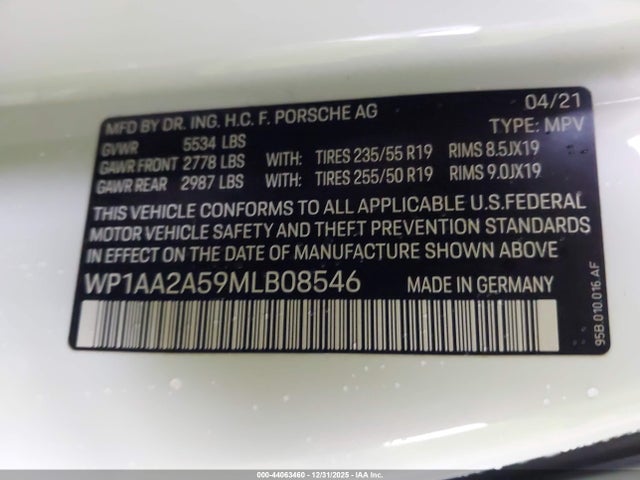 MFD BY DR. ING. H.C. F. PORSCHE AG 04/21
GVWR 5534 LBS TYPE: MPV
GAWR FRONT 2778 LBS WITH: TIRES 235/55 R19 RIMS 8.5JX19
GAWR REAR 2987 LBS WITH: TIRES 255/50 R19 RIMS 9.0JX19
THIS VEHICLE CONFORMS TO ALL APPLICABLE U.S.FEDERAL
MOTOR VEHICLE SAFETY AND THEFT PREVENTION STANDARDS
IN EFFECT ON THE DATE OF MANUFACTURE SHOWN ABOVE
WP1AA2A59MLB08546 MADE IN GERMANY
95B.010.016.AF
000-44063460 - 12/31/2025 - IAA Inc.